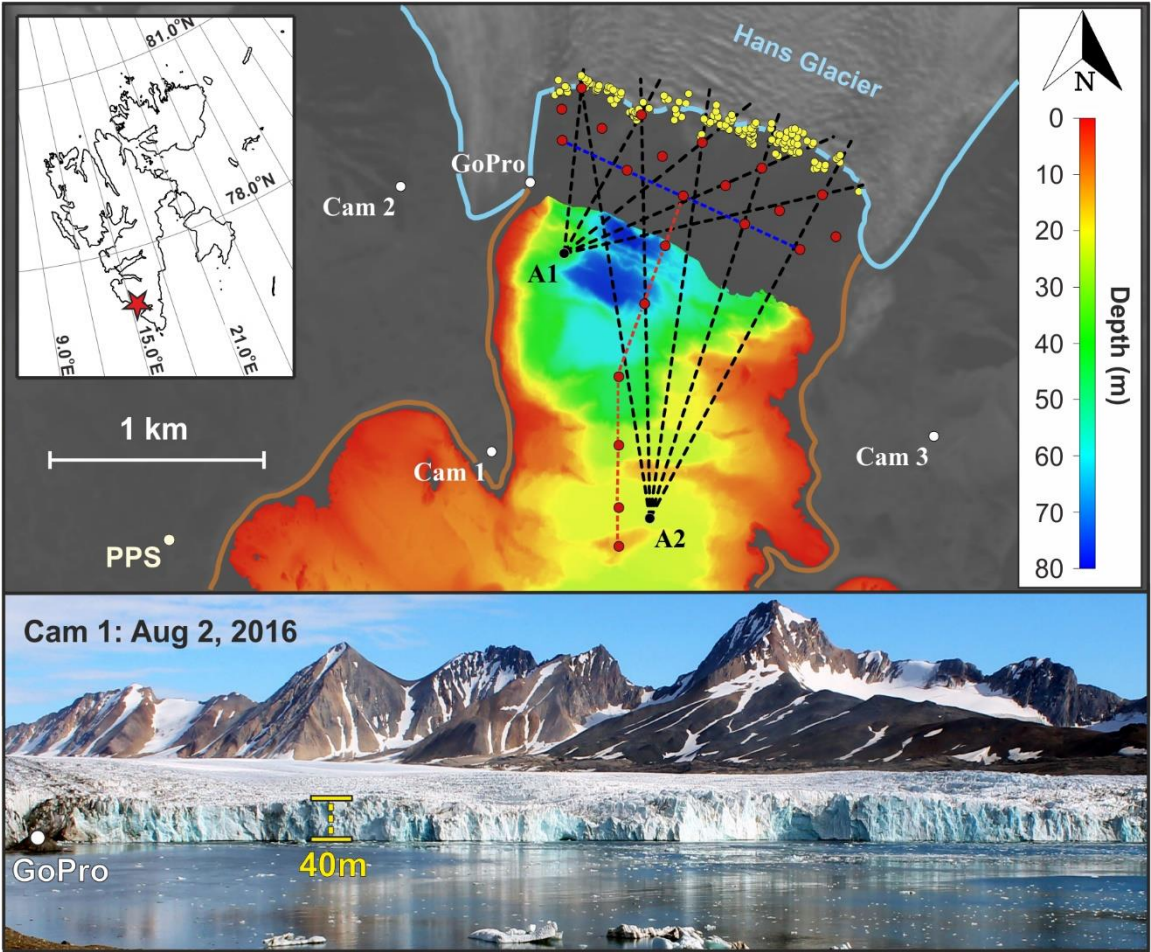 81.0°N
78.0°N
9.0°E
15.0°E
21.0°E
Hans Glacier
N
GoPro
Cam 2
A1
1 km
Cam 1
Cam 3
PPS
A2
0
10
20
30
40
50
60
70
80
Depth (m)
Cam 1: Aug 2, 2016
40m
GoPro